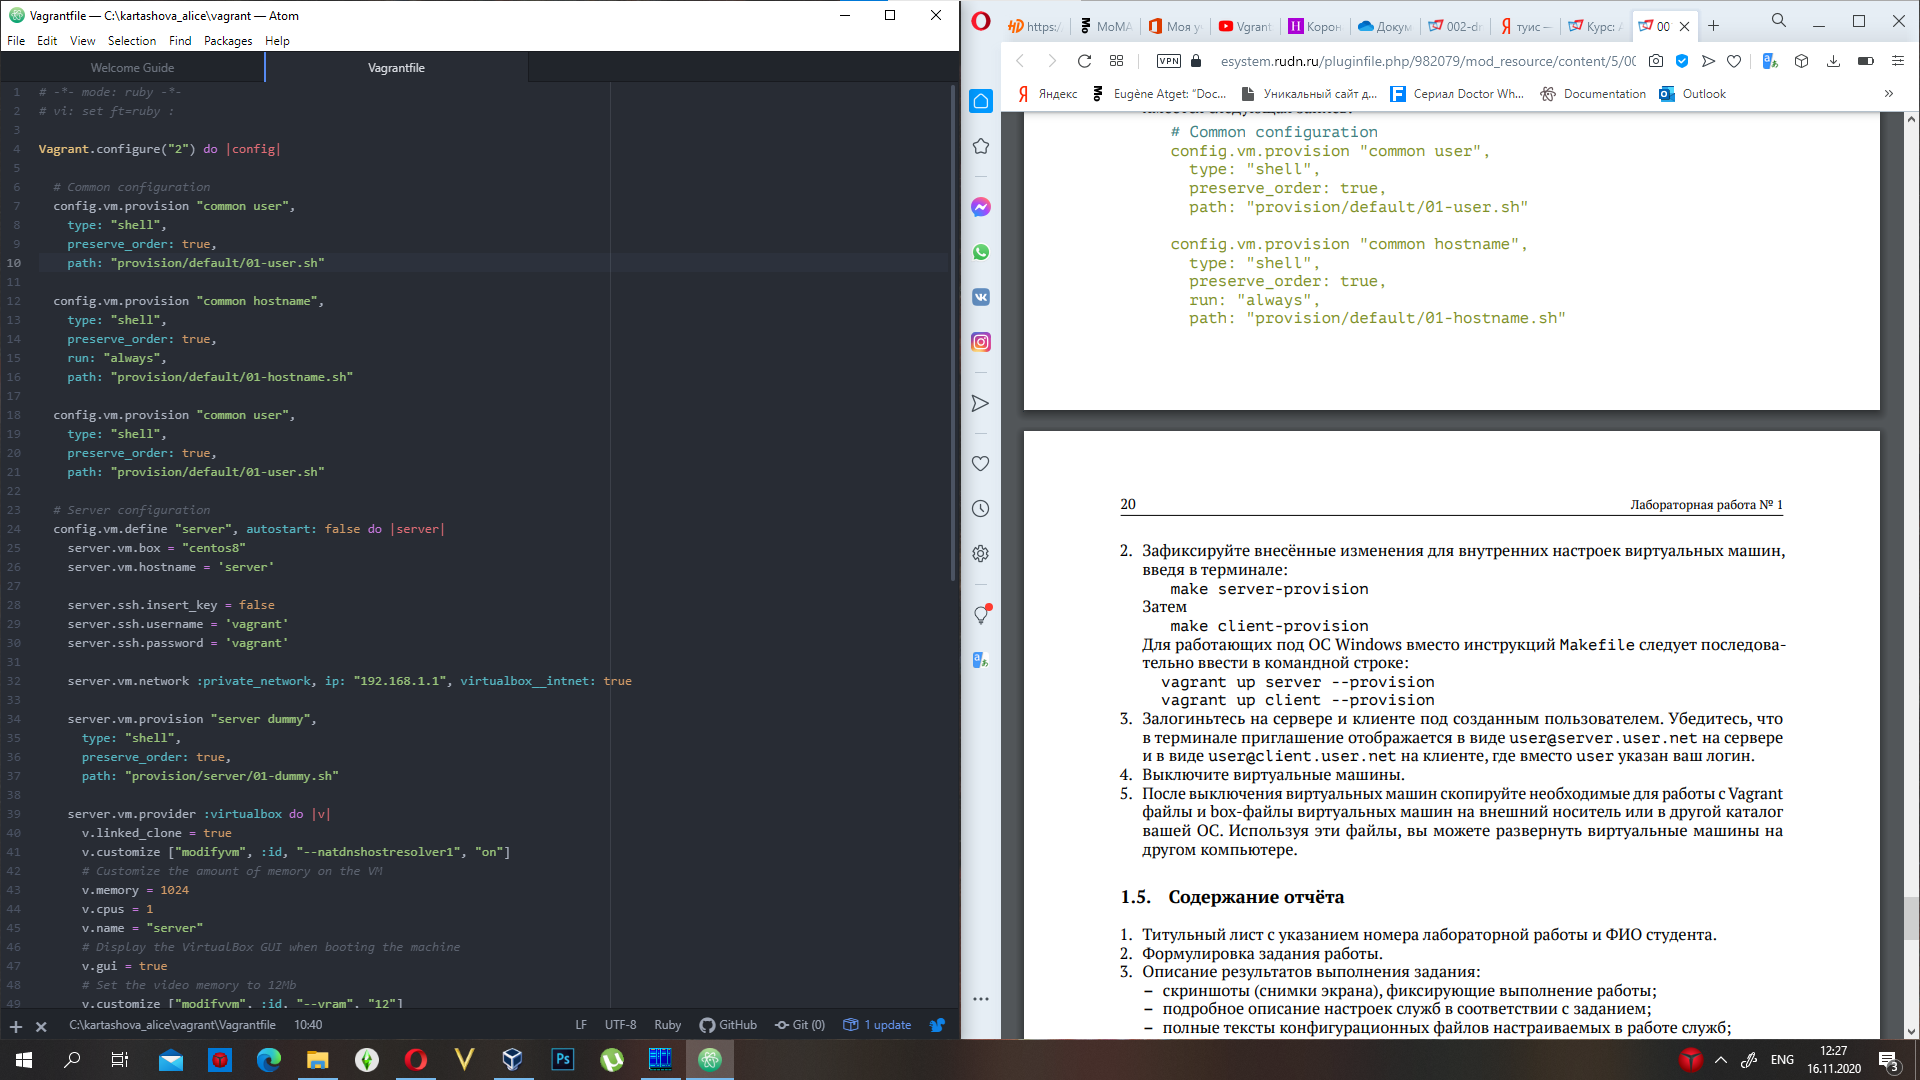 Vagrantfile — C:\kartashova_alice\vagrant — Atom
File Edit View Selection Find Packages Help
Welcome Guide
Vagrantfile
1 # -*- mode: ruby -*-
2 # vi: set ft=ruby :
3
4 Vagrant.configure("2") do |config|
5
6 # Common configuration
7 config.vm.provision "common user",
8 type: "shell",
9 preserve_order: true,
10 path: "provision/default/01-user.sh"
11
12 config.vm.provision "common hostname",
13 type: "shell",
14 preserve_order: true,
15 run: "always",
16 path: "provision/default/01-hostname.sh"
17
18 config.vm.provision "common user",
19 type: "shell",
20 preserve_order: true,
21 path: "provision/default/01-user.sh"
22
23 # Server configuration
24 config.vm.define "server", autostart: false do |server|
25 server.vm.box = "centos8"
26 server.vm.hostname = 'server'
27
28 server.ssh.insert_key = false
29 server.ssh.username = 'vagrant'
30 server.ssh.password = 'vagrant'
31
32 server.vm.network :private_network, ip: "192.168.1.1", virtualbox__intnet: true
33
34 server.vm.provision "server dummy",
35 type: "shell",
36 preserve_order: true,
37 path: "provision/server/01-dummy.sh"
38
39 server.vm.provider :virtualbox do |v|
40 v.linked_clone = true
41 v.customize ["modifyvm", :id, "--natdnshostresolver1", "on"]
42 # Customize the amount of memory on the VM
43 v.memory = 1024
44 v.cpus = 1
45 v.name = "server"
46 # Display the VirtualBox GUI when booting the machine
47 v.gui = true
48 # Set the video memory to 12Mb
49 v.customize ["modifyvm", :id, "--vram", "12"]
C:\kartashova_alice\vagrant\Vagrantfile 10:40 LF UTF-8 Ruby GitHub Git (0) 1 update
https: MoMA Моя у Vgrant Корон Докум 002-d туис — Курс: 00
VPN esystem.rudn.ru/pluginfile.php/982079/mod_resource/content/5/00
Яндекс Eugène Atget: "Doc... Уникальный сайт д... Сериал Doctor Wh... Documentation Outlook
# Common configuration
config.vm.provision "common user",
type: "shell",
preserve_order: true,
path: "provision/default/01-user.sh"
config.vm.provision "common hostname",
type: "shell",
preserve_order: true,
run: "always",
path: "provision/default/01-hostname.sh"
20 Лабораторная работа № 1
2. Зафиксируйте внесённые изменения для внутренних настроек виртуальных машин,
введя в терминале:
make server-provision
Затем
make client-provision
Для работающих под ОС Windows вместо инструкций Makefile следует последова-
тельно ввести в командной строке:
vagrant up server --provision
vagrant up client --provision
3. Залогиньтесь на сервере и клиенте под созданным пользователем. Убедитесь, что
в терминале приглашение отображается в виде user@server.user.net на сервере
и в виде user@client.user.net на клиенте, где вместо user указан ваш логин.
4. Выключите виртуальные машины.
5. После выключения виртуальных машин скопируйте необходимые для работы с Vagrant
файлы и box-файлы виртуальных машин на внешний носитель или в другой каталог
вашей ОС. Используя эти файлы, вы можете развернуть виртуальные машины на
другом компьютере.
1.5. Содержание отчёта
1. Титульный лист с указанием номера лабораторной работы и ФИО студента.
2. Формулировка задания работы.
3. Описание результатов выполнения задания:
– скриншоты (снимки экрана), фиксирующие выполнение работы;
– подробное описание настроек служб в соответствии с заданием;
– полные тексты конфигурационных файлов настраиваемых в работе служб;
Ps
ENG
12:27
16.11.2020
3